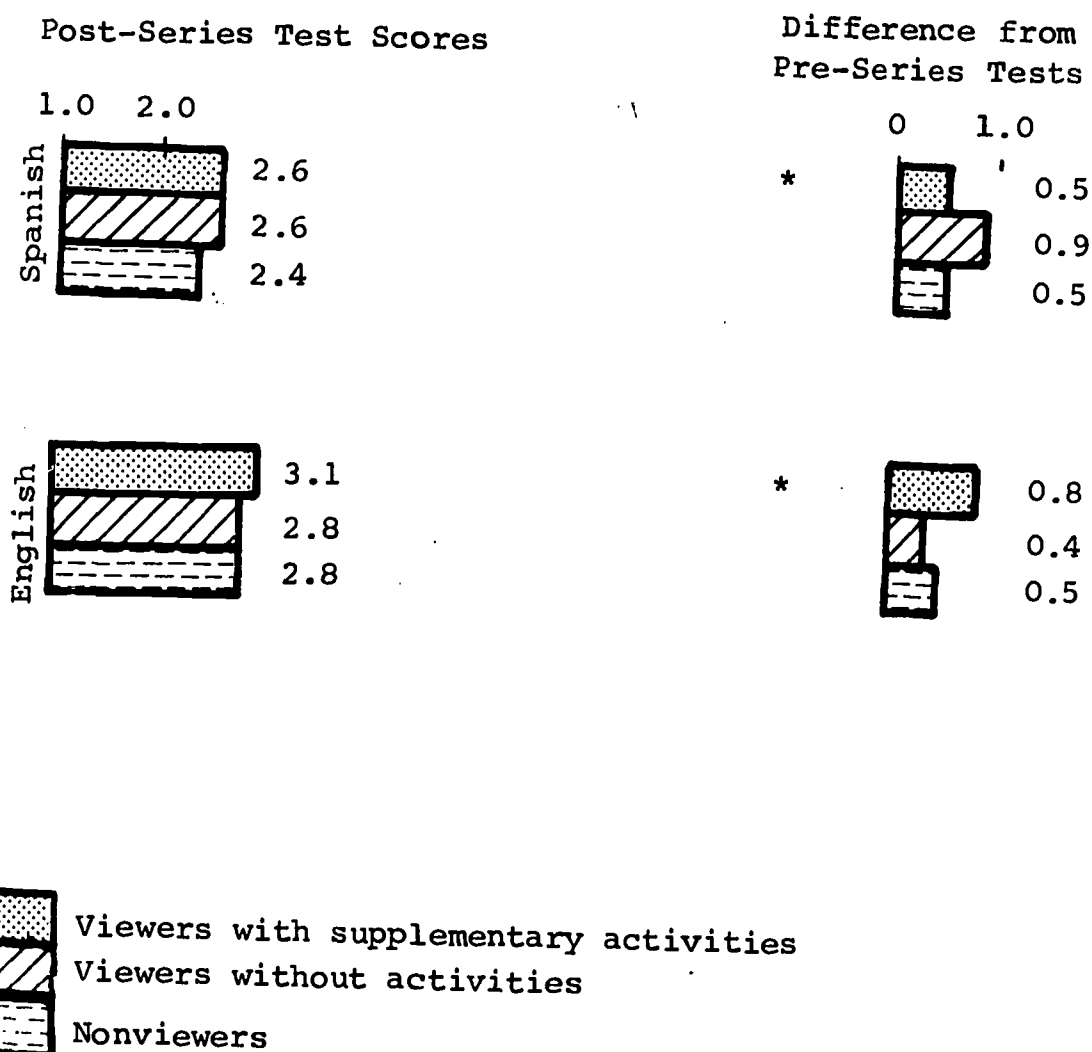 Post-Series Test Scores
Difference from
Pre-Series Tests
1.0 2.0
0 1.0
Spanish
2.6
2.6
2.4
*
0.5
0.9
0.5
English
3.1
2.8
2.8
*
0.8
0.4
0.5
Viewers with supplementary activities
Viewers without activities
Nonviewers